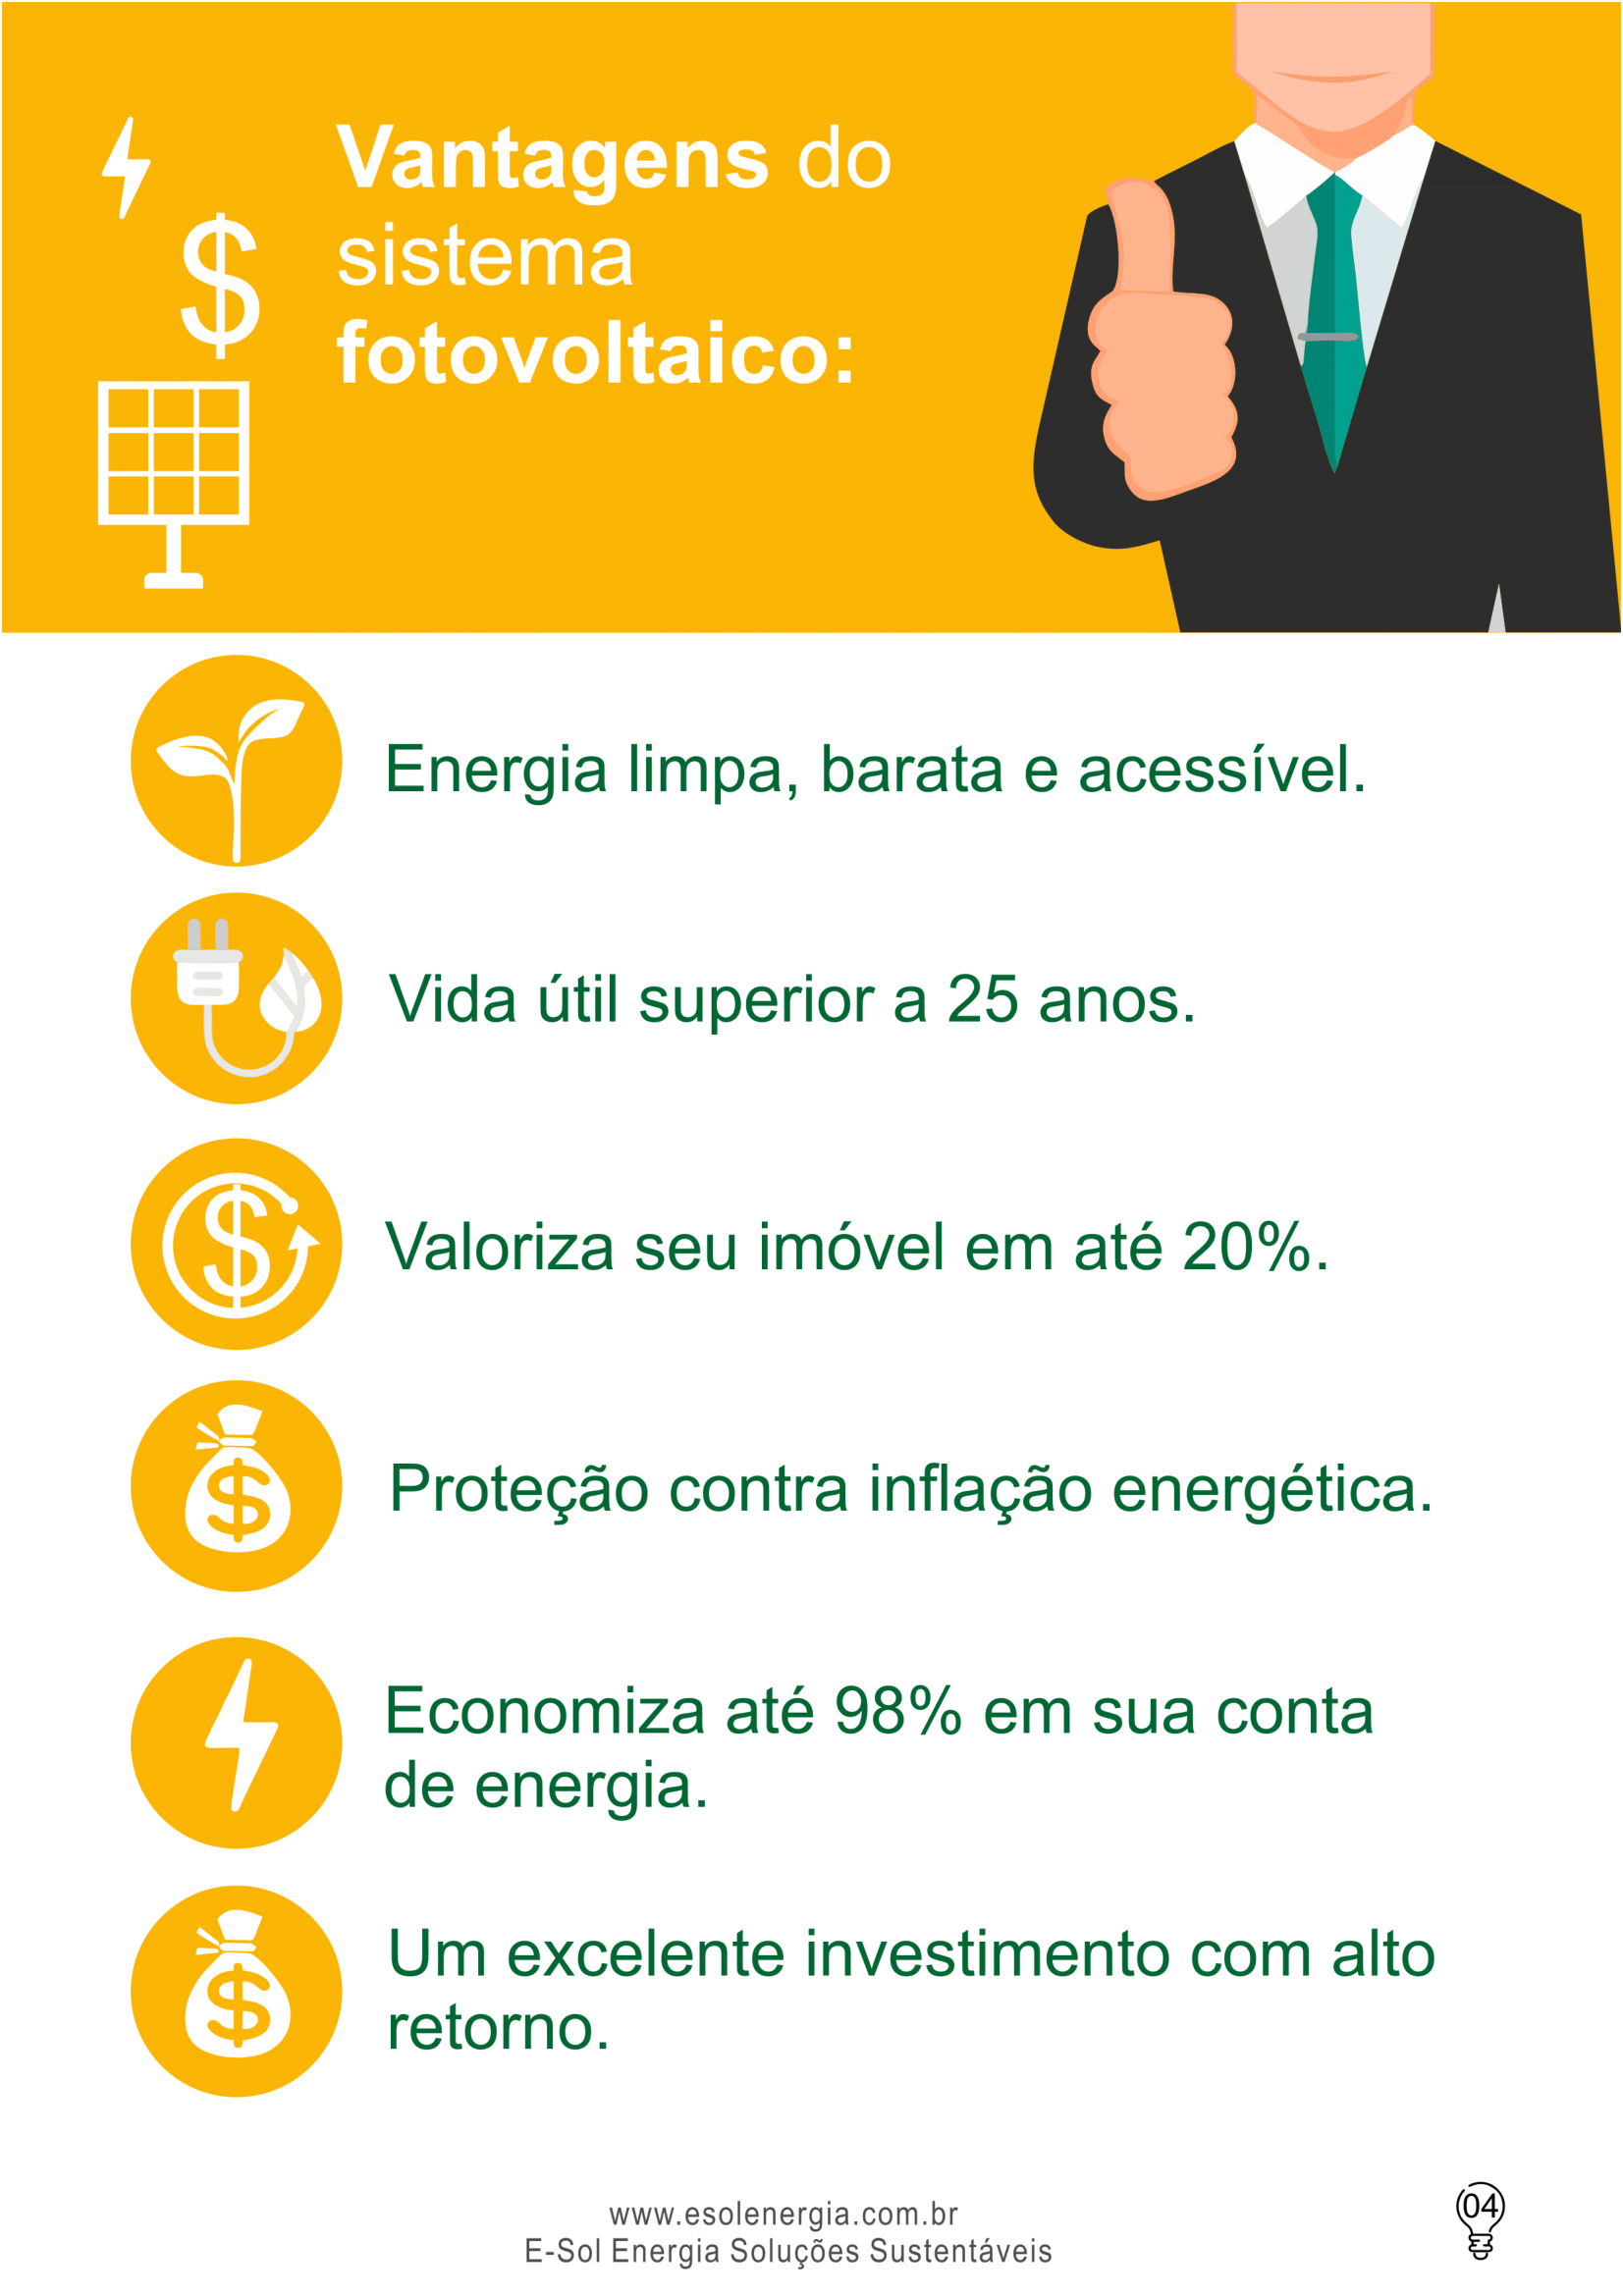 Vantagens do
sistema
fotovoltaico:
Energia limpa, barata e acessível.
Vida útil superior a 25 anos.
Valoriza seu imóvel em até 20%.
Proteção contra inflação energética.
Economiza até 98% em sua conta
de energia.
Um excelente investimento com alto
retorno.
www.esolenergia.com.br
E-Sol Energia Soluções Sustentáveis
04